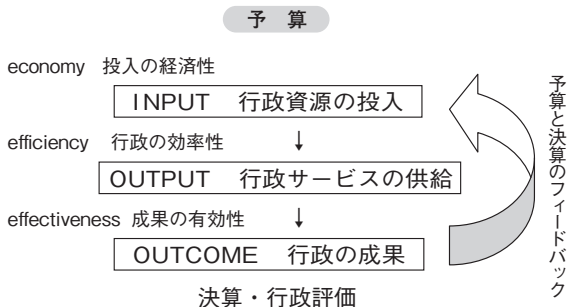 予 算
economy 投入の経済性
INPUT 行政資源の投入
efficiency 行政の効率性
↓
OUTPUT 行政サービスの供給
effectiveness 成果の有効性
↓
OUTCOME 行政の成果
決算・行政評価
予算と決算のフィードバック